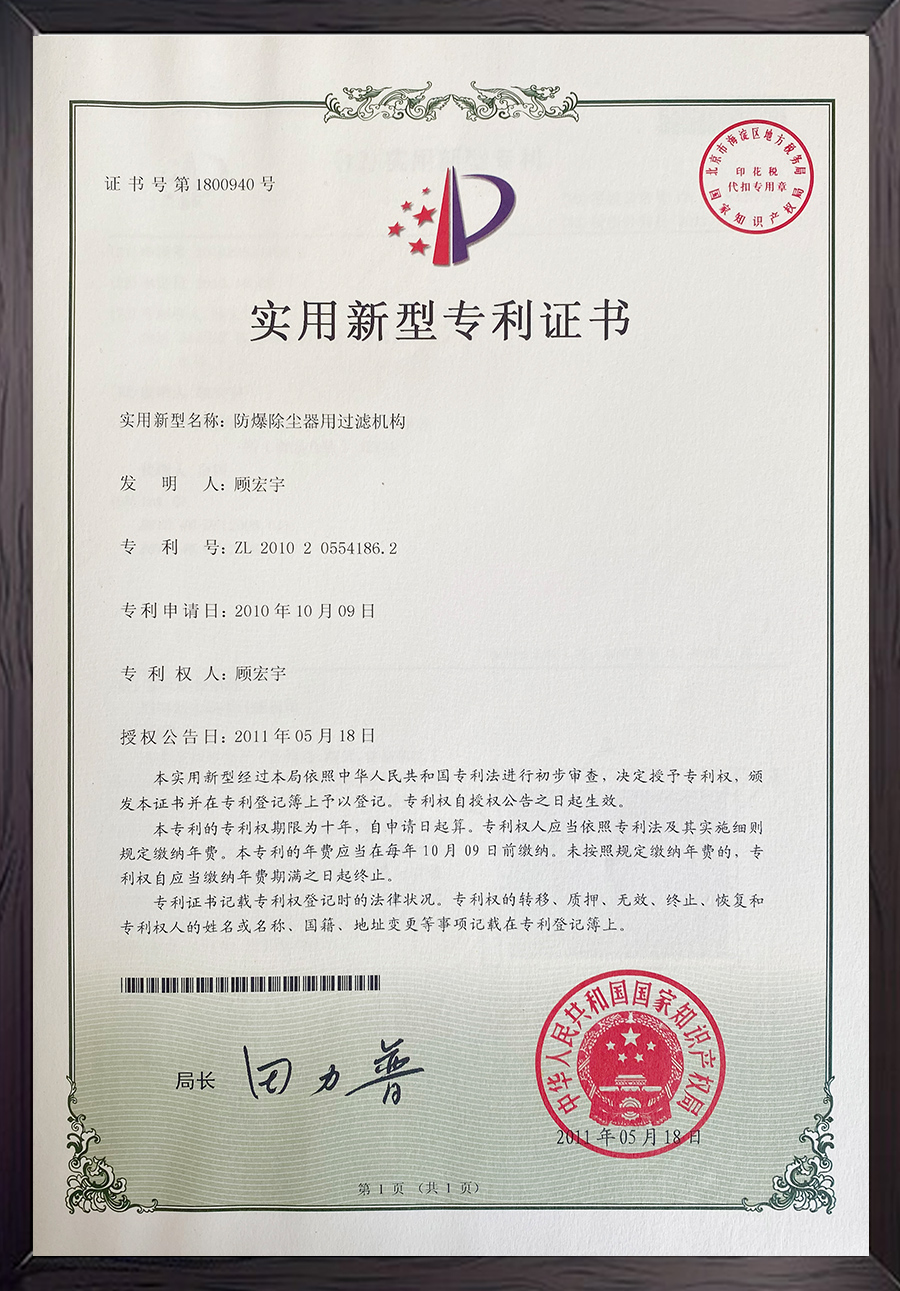 证书号第1800940号
北京市海淀区地方税务局
印花税
代扣专用章
国家知识产权局
实用新型专利证书
实用新型名称：防爆除尘器用过滤机构
发明人：顾宏宇
专利号：ZL 2010 2 0554186.2
专利申请日：2010年10月09日
专利权人：顾宏宇
授权公告日：2011年05月18日
本实用新型经过本局依照中华人民共和国专利法进行初步审查，决定授予专利权，颁
发本证书并在专利登记簿上予以登记。专利权自授权公告之日起生效。
本专利的专利权期限为十年，自申请日起算。专利权人应当依照专利法及其实施细则
规定缴纳年费。本专利的年费应当在每年10月09日前缴纳。未按照规定缴纳年费的，专
利权自应当缴纳年费期满之日起终止。
专利证书记载专利权登记时的法律状况。专利权的转移、质押、无效、终止、恢复和
专利权人的姓名或名称、国籍、地址变更等事项记载在专利登记簿上。
局长 田力普
中华人民共和国国家知识产权局
2011年05月18日
第1页（共1页）